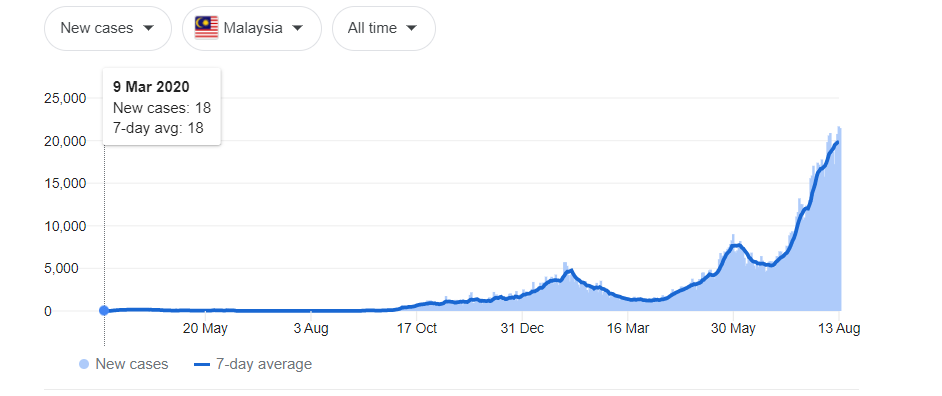 New cases Malaysia All time
9 Mar 2020
New cases: 18
7-day avg: 18
25,000
20,000
15,000
10,000
5,000
0
20 May 3 Aug 17 Oct 31 Dec 16 Mar 30 May 13 Aug
New cases 7-day average